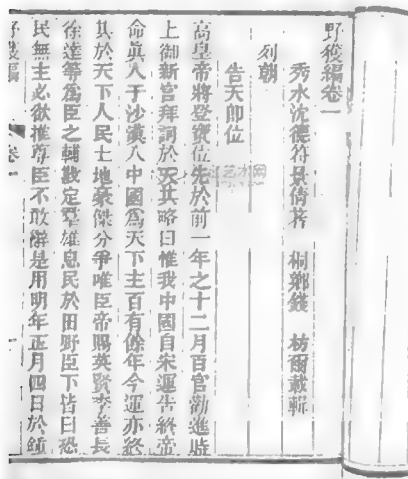 野獲編卷一
秀水沈德符景倩著 桐鄉錢枋爾載輯
列朝
告天即位
高皇帝將登寶位先於前一年之十二月百官勸進時
上御新宮拜詞於天其略曰惟我中國自宋運告終帝
命眞人于沙漠入中國爲天下主百有餘年今運亦終
其於天下人民土地豪傑分爭唯臣帝賜英賢李善長
徐達等爲臣之輔戡定羣雄息民於田野臣下皆曰恐
民無主必欲推尊臣不敢辭是用明年正月四日於鍾
野獲編 卷一